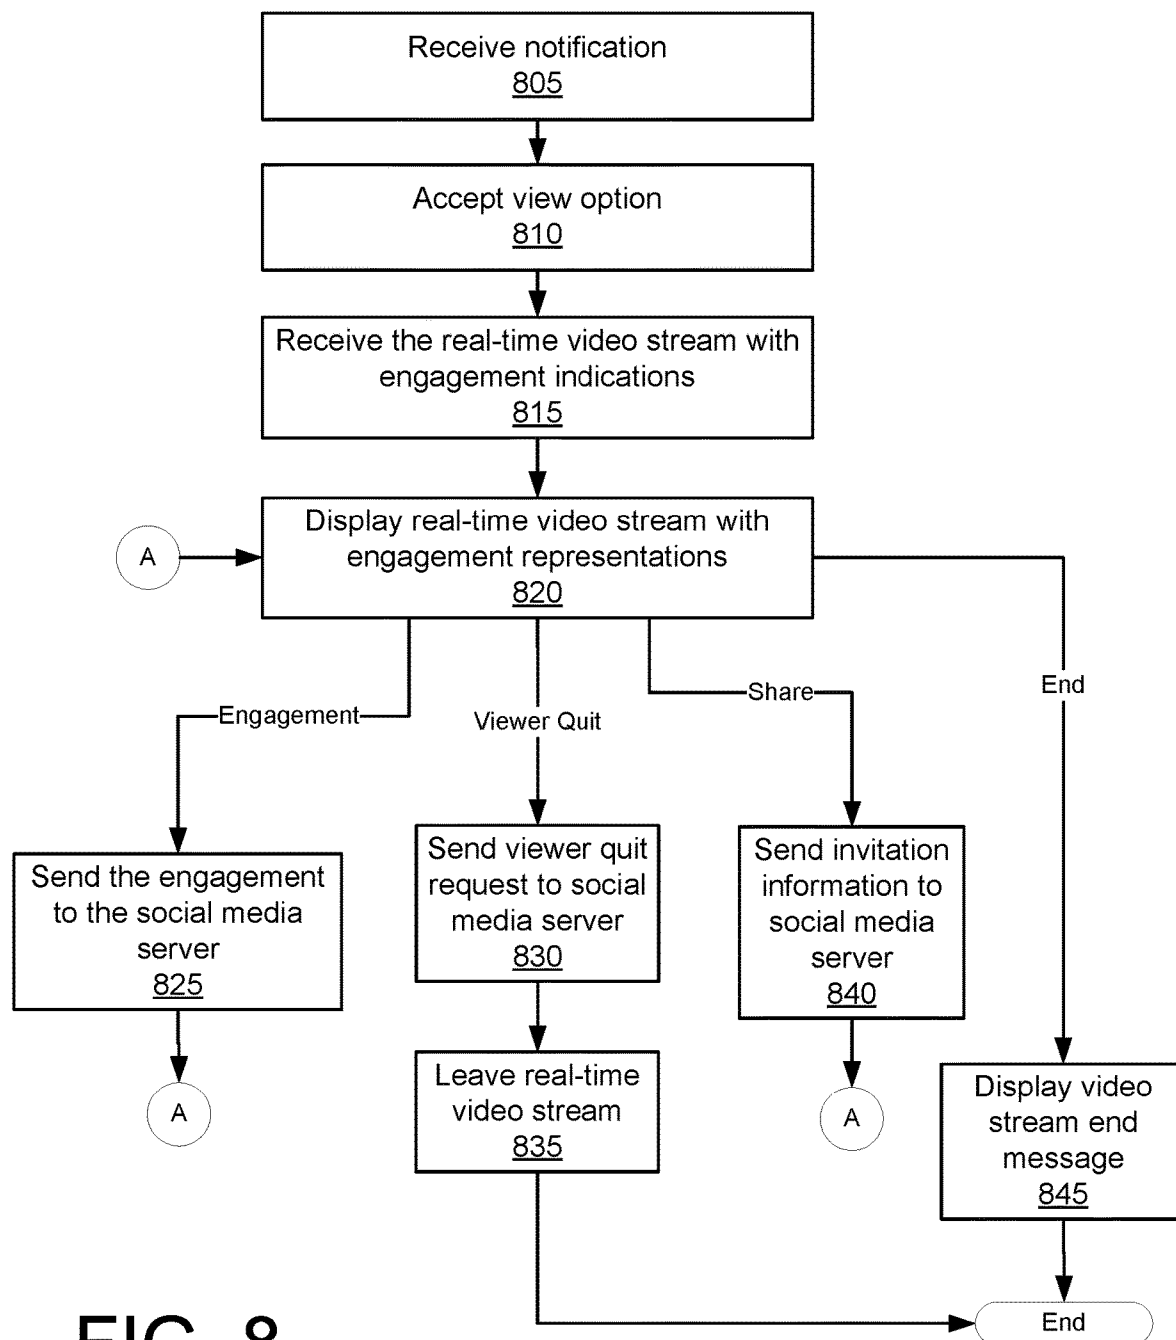 Receive notification
805
Accept view option
810
Receive the real-time video stream with
engagement indications
815
Display real-time video stream with
engagement representations
820
A
Engagement
Viewer Quit
Share
End
Send the engagement
to the social media
server
825
A
Send viewer quit
request to social
media server
830
Leave real-time
video stream
835
Send invitation
information to
social media
server
840
A
Display video
stream end
message
845
End
FIG. 8